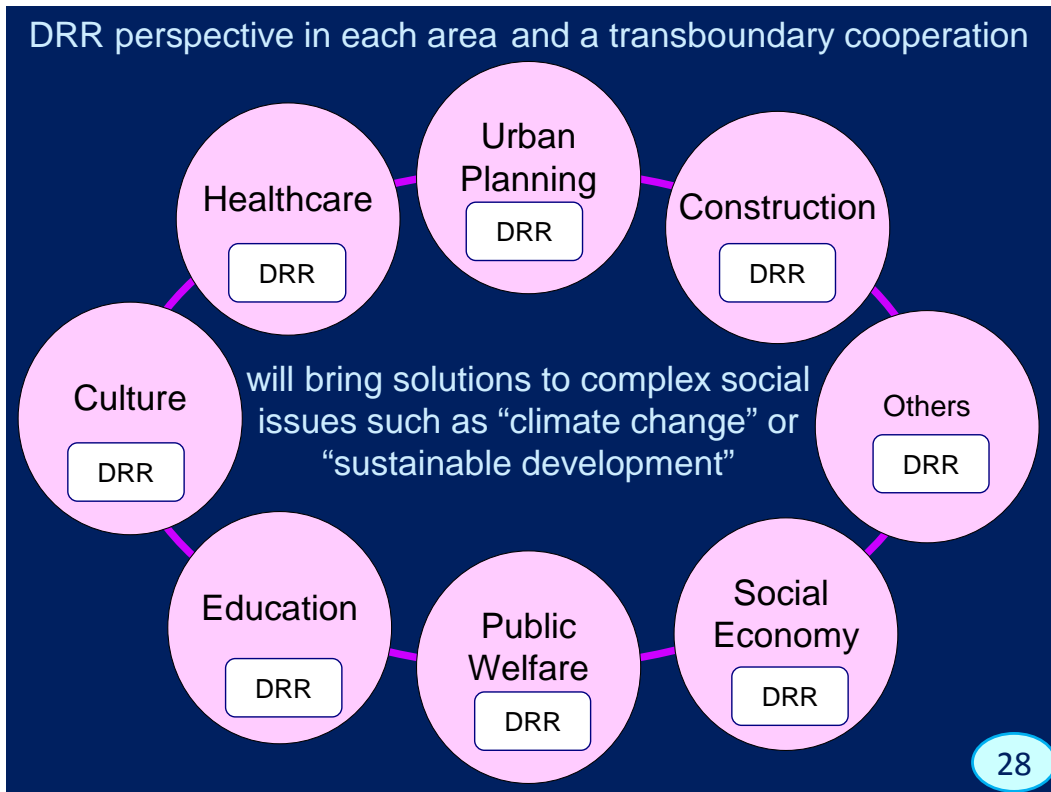 DRR perspective in each area and a transboundary cooperation
Urban
Planning
DRR
Healthcare
DRR
Construction
DRR
Culture
DRR
will bring solutions to complex social
issues such as “climate change” or
“sustainable development”
Others
DRR
Education
DRR
Public
Welfare
DRR
Social
Economy
DRR
28